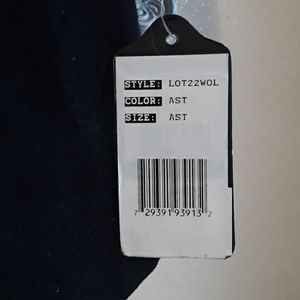 STYLE: LOT22WOL
COLOR: AST
SIZE: AST
7 29391 93913 2